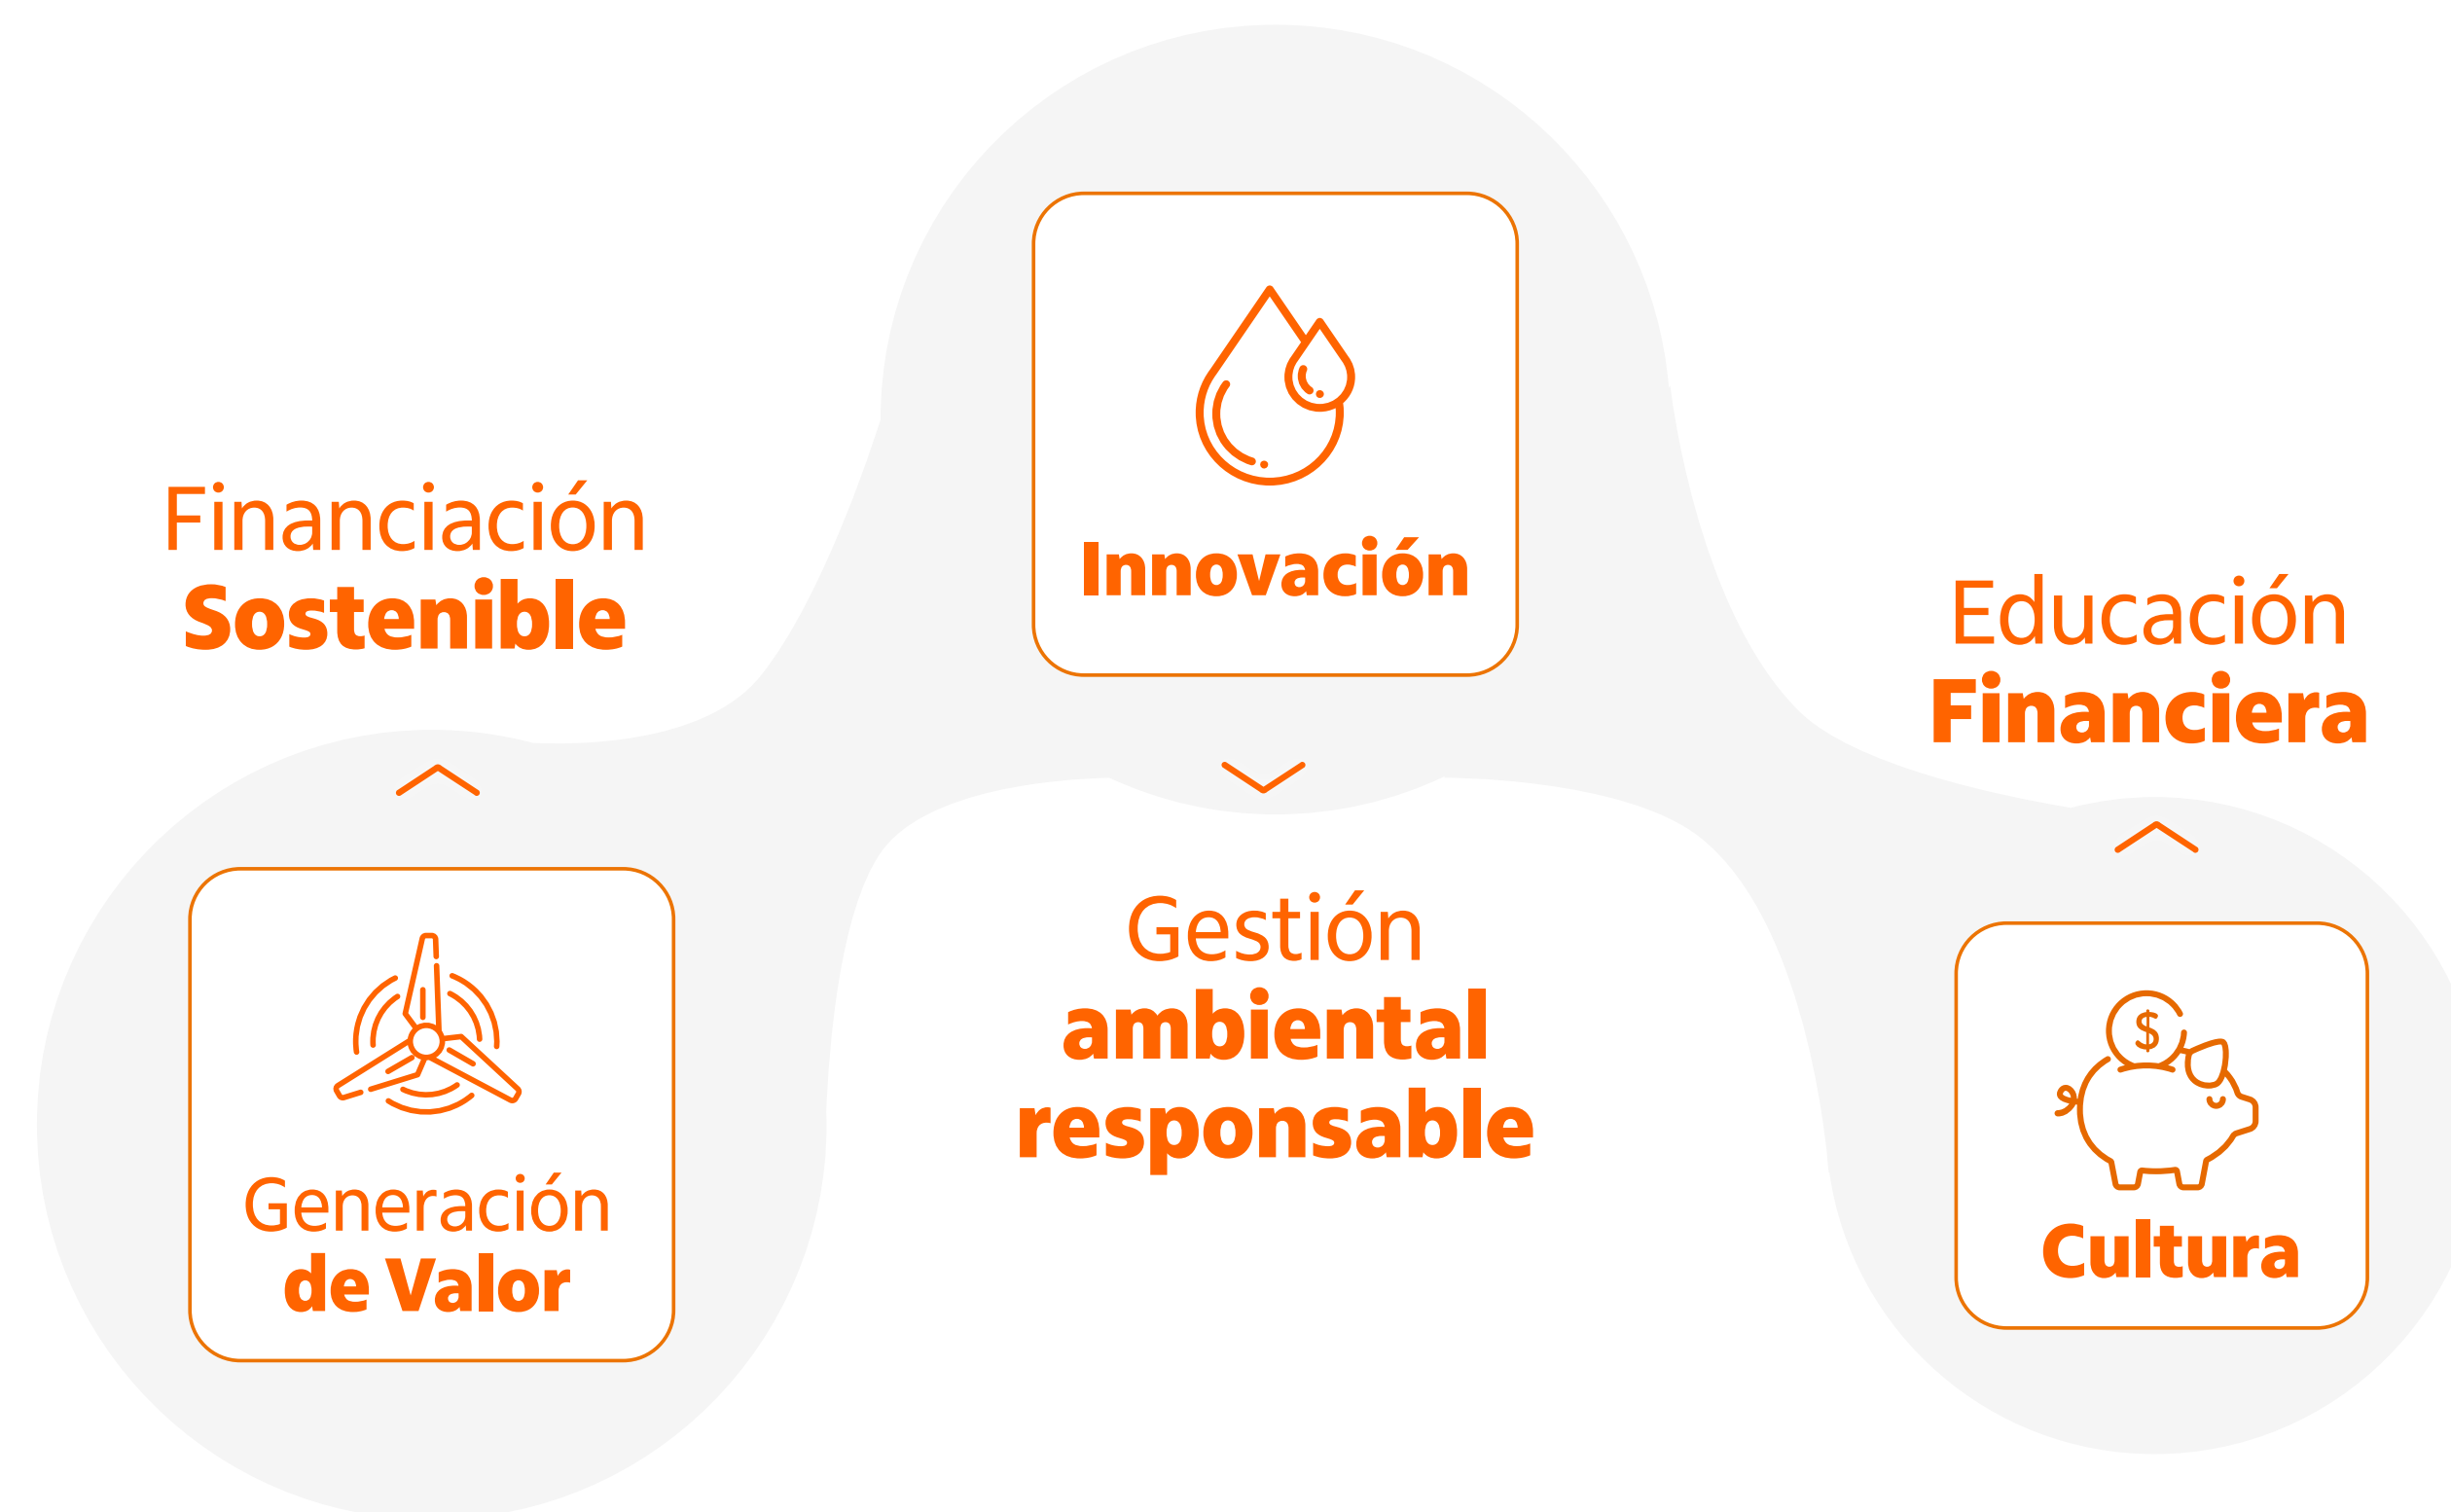 Financiación
Sostenible
Generación
de Valor
Innovación
Gestión
ambiental
responsable
Educación
Financiera
$
Cultura